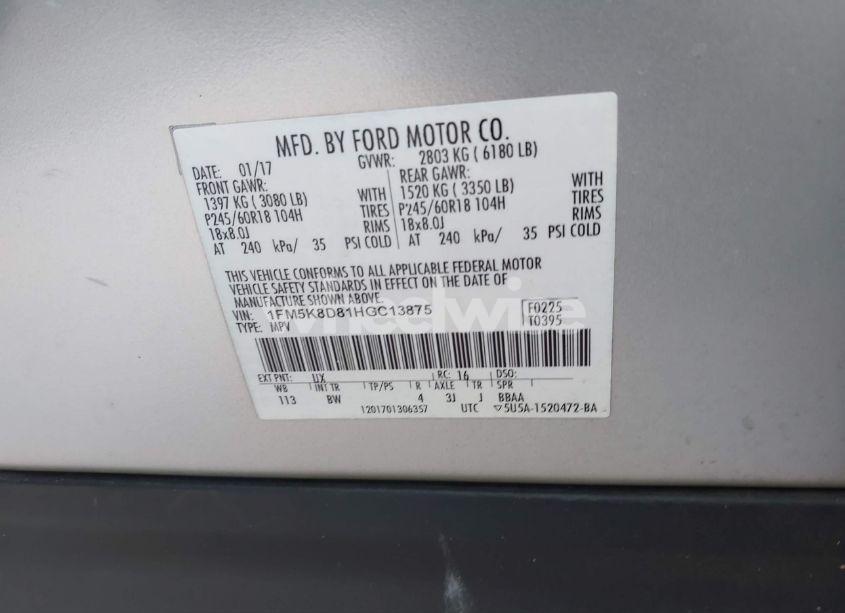 MFD. BY FORD MOTOR CO.
DATE: 01/17 GVWR: 2803 KG ( 6180 LB)
FRONT GAWR: REAR GAWR:
1397 KG ( 3080 LB) WITH 1520 KG ( 3350 LB) WITH
P245/60R18 104H TIRES P245/60R18 104H TIRES
18x8.0J RIMS 18x8.0J RIMS
AT 240 kPa/ 35 PSI COLD AT 240 kPa/ 35 PSI COLD
THIS VEHICLE CONFORMS TO ALL APPLICABLE FEDERAL MOTOR
VEHICLE SAFETY STANDARDS IN EFFECT ON THE DATE OF
MANUFACTURE SHOWN ABOVE.
VIN: 1FM5K8D81HGC13875 F0225
TYPE: MPV T0395
wheelwise
EXT PNT: UX RC: 16 DSO:
WB INT TR TP/PS R AXLE TR SPR
113 BW 4 3J J BBAA
1201701306357 UTC ▽5U5A-1520472-BA